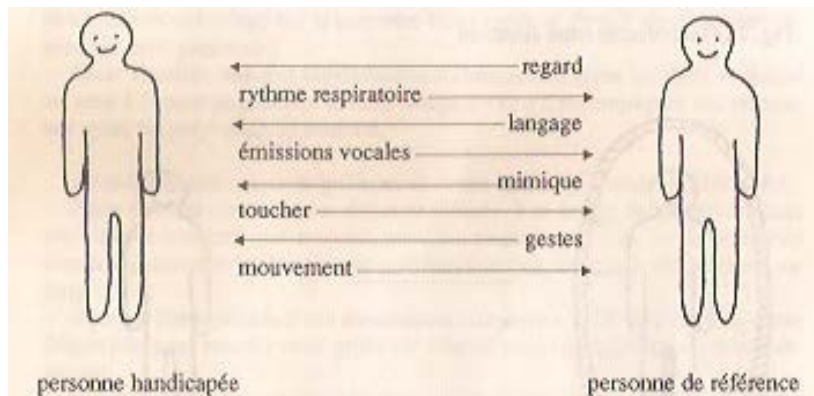 regard
rythme respiratoire
langage
émissions vocales
mimique
toucher
gestes
mouvement
personne handicapée
personne de référence